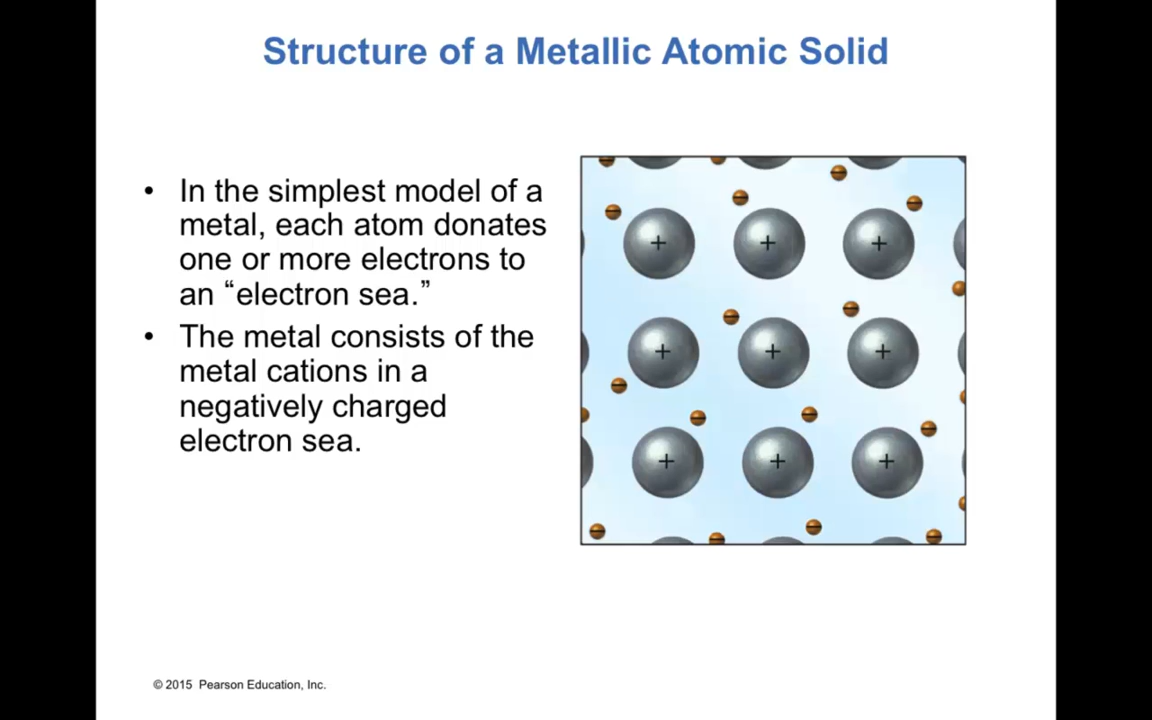 Structure of a Metallic Atomic Solid
• In the simplest model of a
metal, each atom donates
one or more electrons to
an “electron sea.”
• The metal consists of the
metal cations in a
negatively charged
electron sea.
+ + +
+ + +
+ + +
© 2015 Pearson Education, Inc.